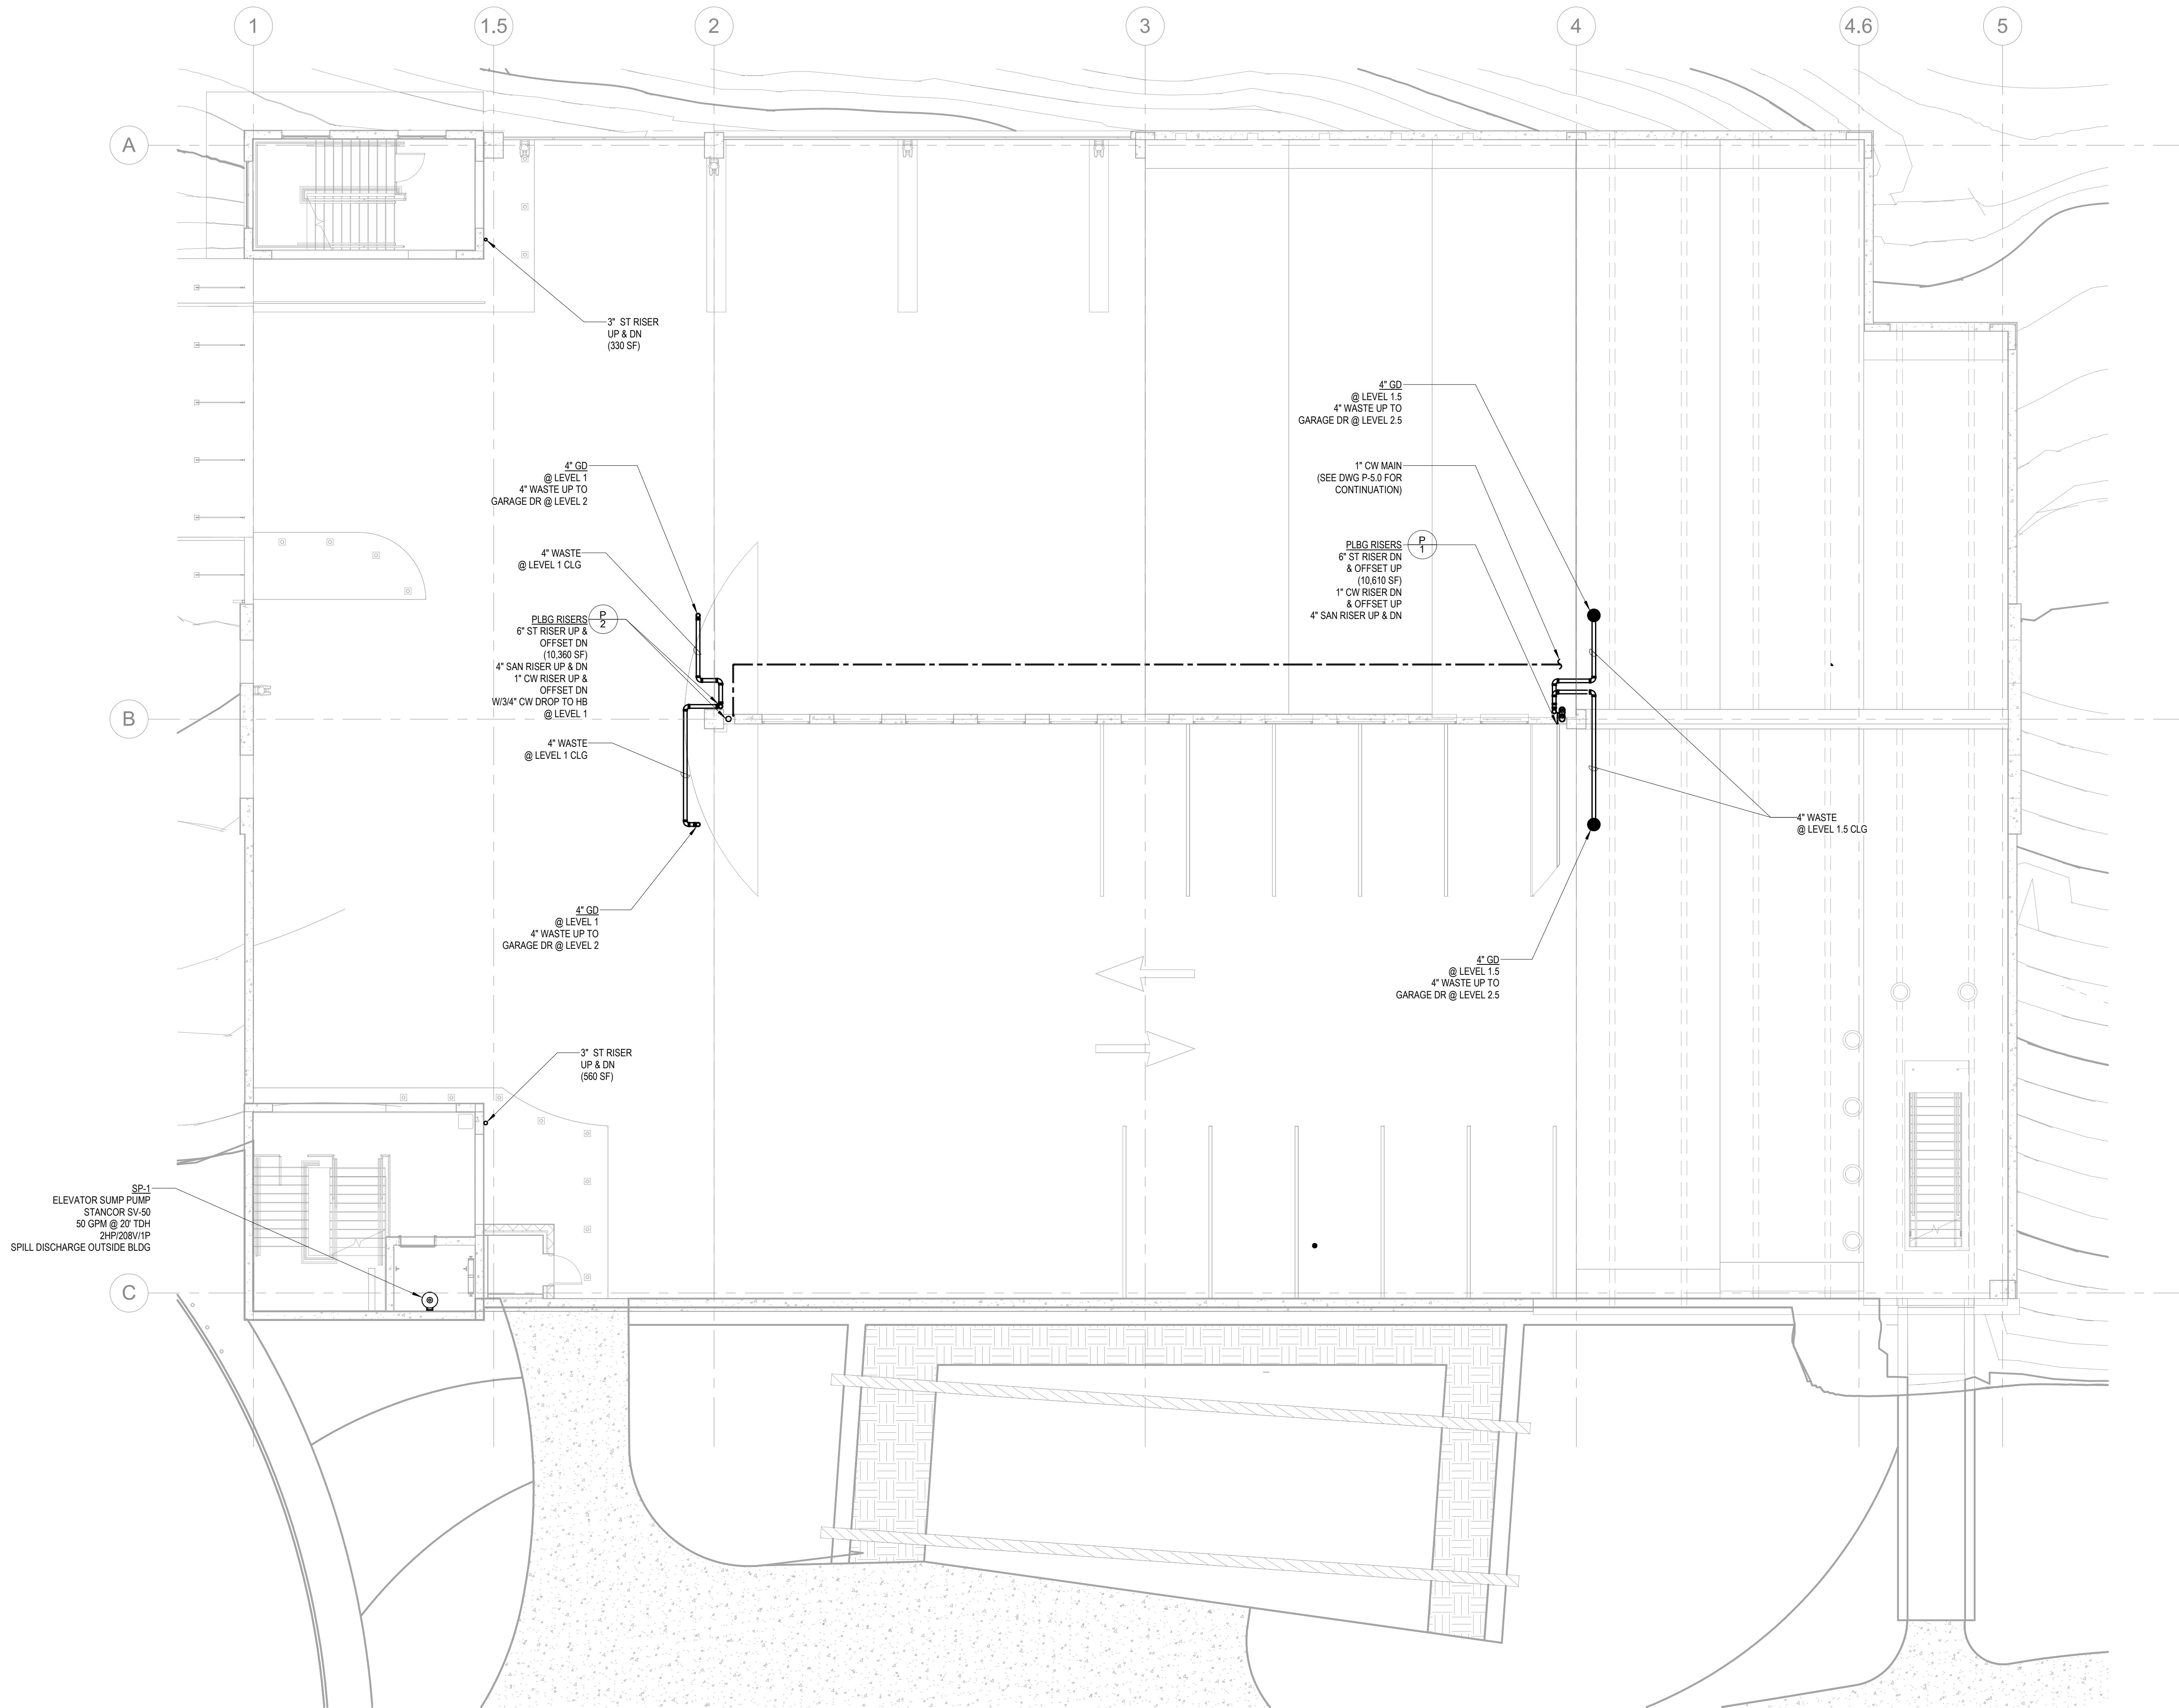 1
1.5
2
3
4
4.6
5
A
3" ST RISER
UP & DN
(330 SF)
4" GD
@ LEVEL 1.5
4" WASTE UP TO
GARAGE DR @ LEVEL 2.5
4" GD
@ LEVEL 1
4" WASTE UP TO
GARAGE DR @ LEVEL 2
1" CW MAIN
(SEE DWG P-5.0 FOR
CONTINUATION)
4" WASTE
@ LEVEL 1 CLG
PLBG RISERS
6" ST RISER DN
& OFFSET UP
(10,610 SF)
1" CW RISER DN
& OFFSET UP
4" SAN RISER UP & DN
P
1
PLBG RISERS
6" ST RISER UP &
OFFSET DN
(10,360 SF)
4" SAN RISER UP & DN
1" CW RISER UP &
OFFSET DN
W/3/4" CW DROP TO HB
@ LEVEL 1
P
2
B
4" WASTE
@ LEVEL 1 CLG
4" WASTE
@ LEVEL 1.5 CLG
4" GD
@ LEVEL 1
4" WASTE UP TO
GARAGE DR @ LEVEL 2
4" GD
@ LEVEL 1.5
4" WASTE UP TO
GARAGE DR @ LEVEL 2.5
3" ST RISER
UP & DN
(560 SF)
SP-1
ELEVATOR SUMP PUMP
STANCOR SV-50
50 GPM @ 20' TDH
2HP/208V/1P
SPILL DISCHARGE OUTSIDE BLDG
C